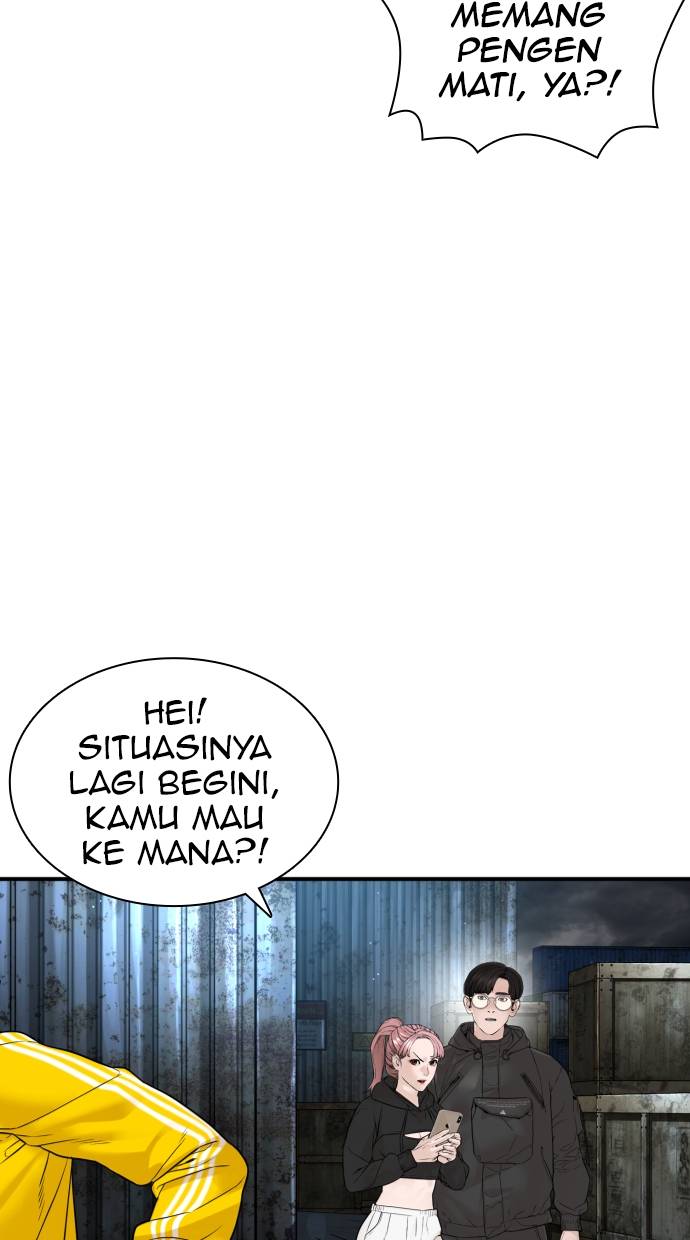 MEMANG
PENGEN
MATI, YA?!
HEI!
SITUASINYA
LAGI BEGINI,
KAMU MAU
KE MANA?!